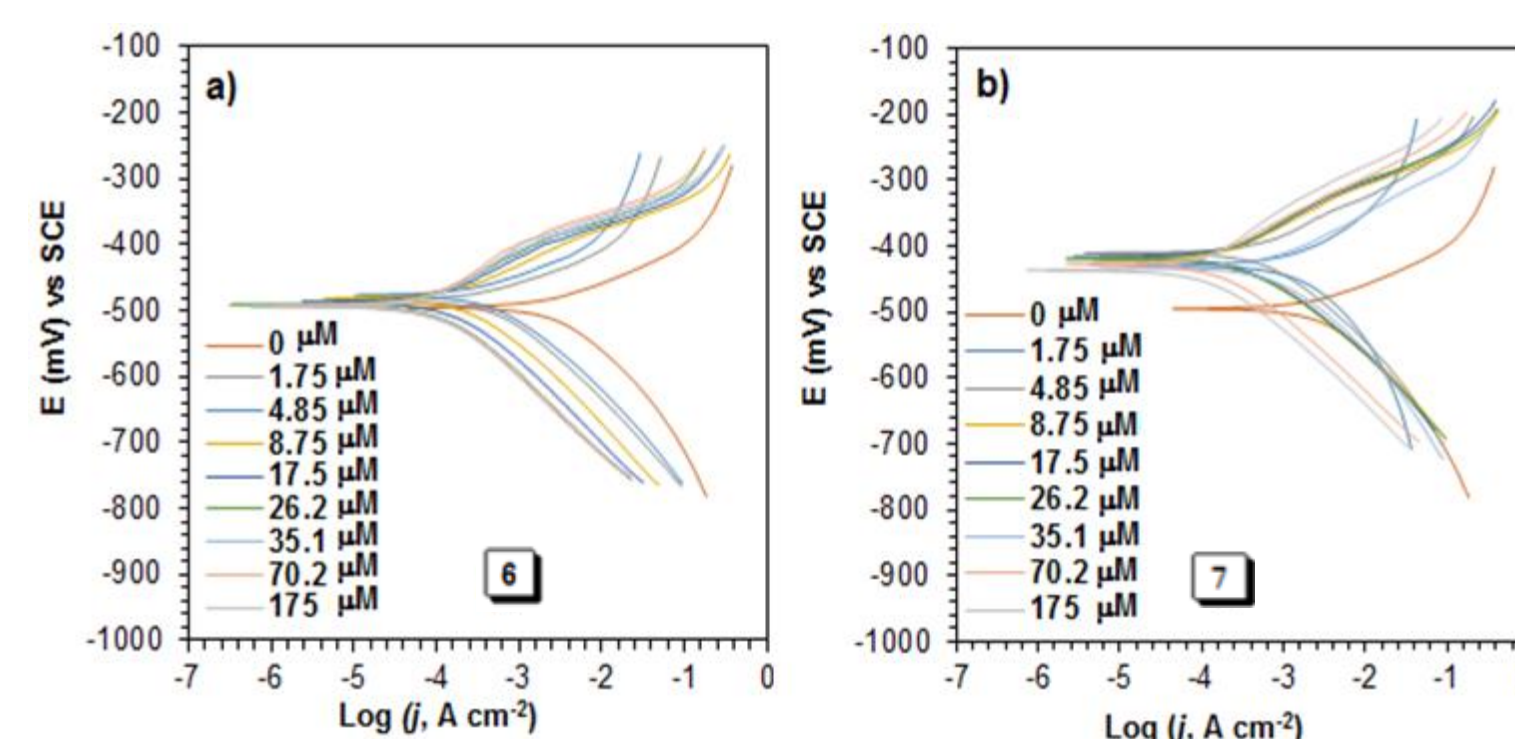 a)
E (mV) vs SCE
-100
-200
-300
-400
-500
-600
-700
-800
-900
-1000
0 µM
1.75 µM
4.85 µM
8.75 µM
17.5 µM
26.2 µM
35.1 µM
70.2 µM
175 µM
6
-7 -6 -5 -4 -3 -2 -1 0
Log (j, A cm-2)
b)
E (mV) vs SCE
-100
-200
-300
-400
-500
-600
-700
-800
-900
-1000
0 µM
1.75 µM
4.85 µM
8.75 µM
17.5 µM
26.2 µM
35.1 µM
70.2 µM
175 µM
7
-7 -6 -5 -4 -3 -2 -1
Log (j, A cm-2)